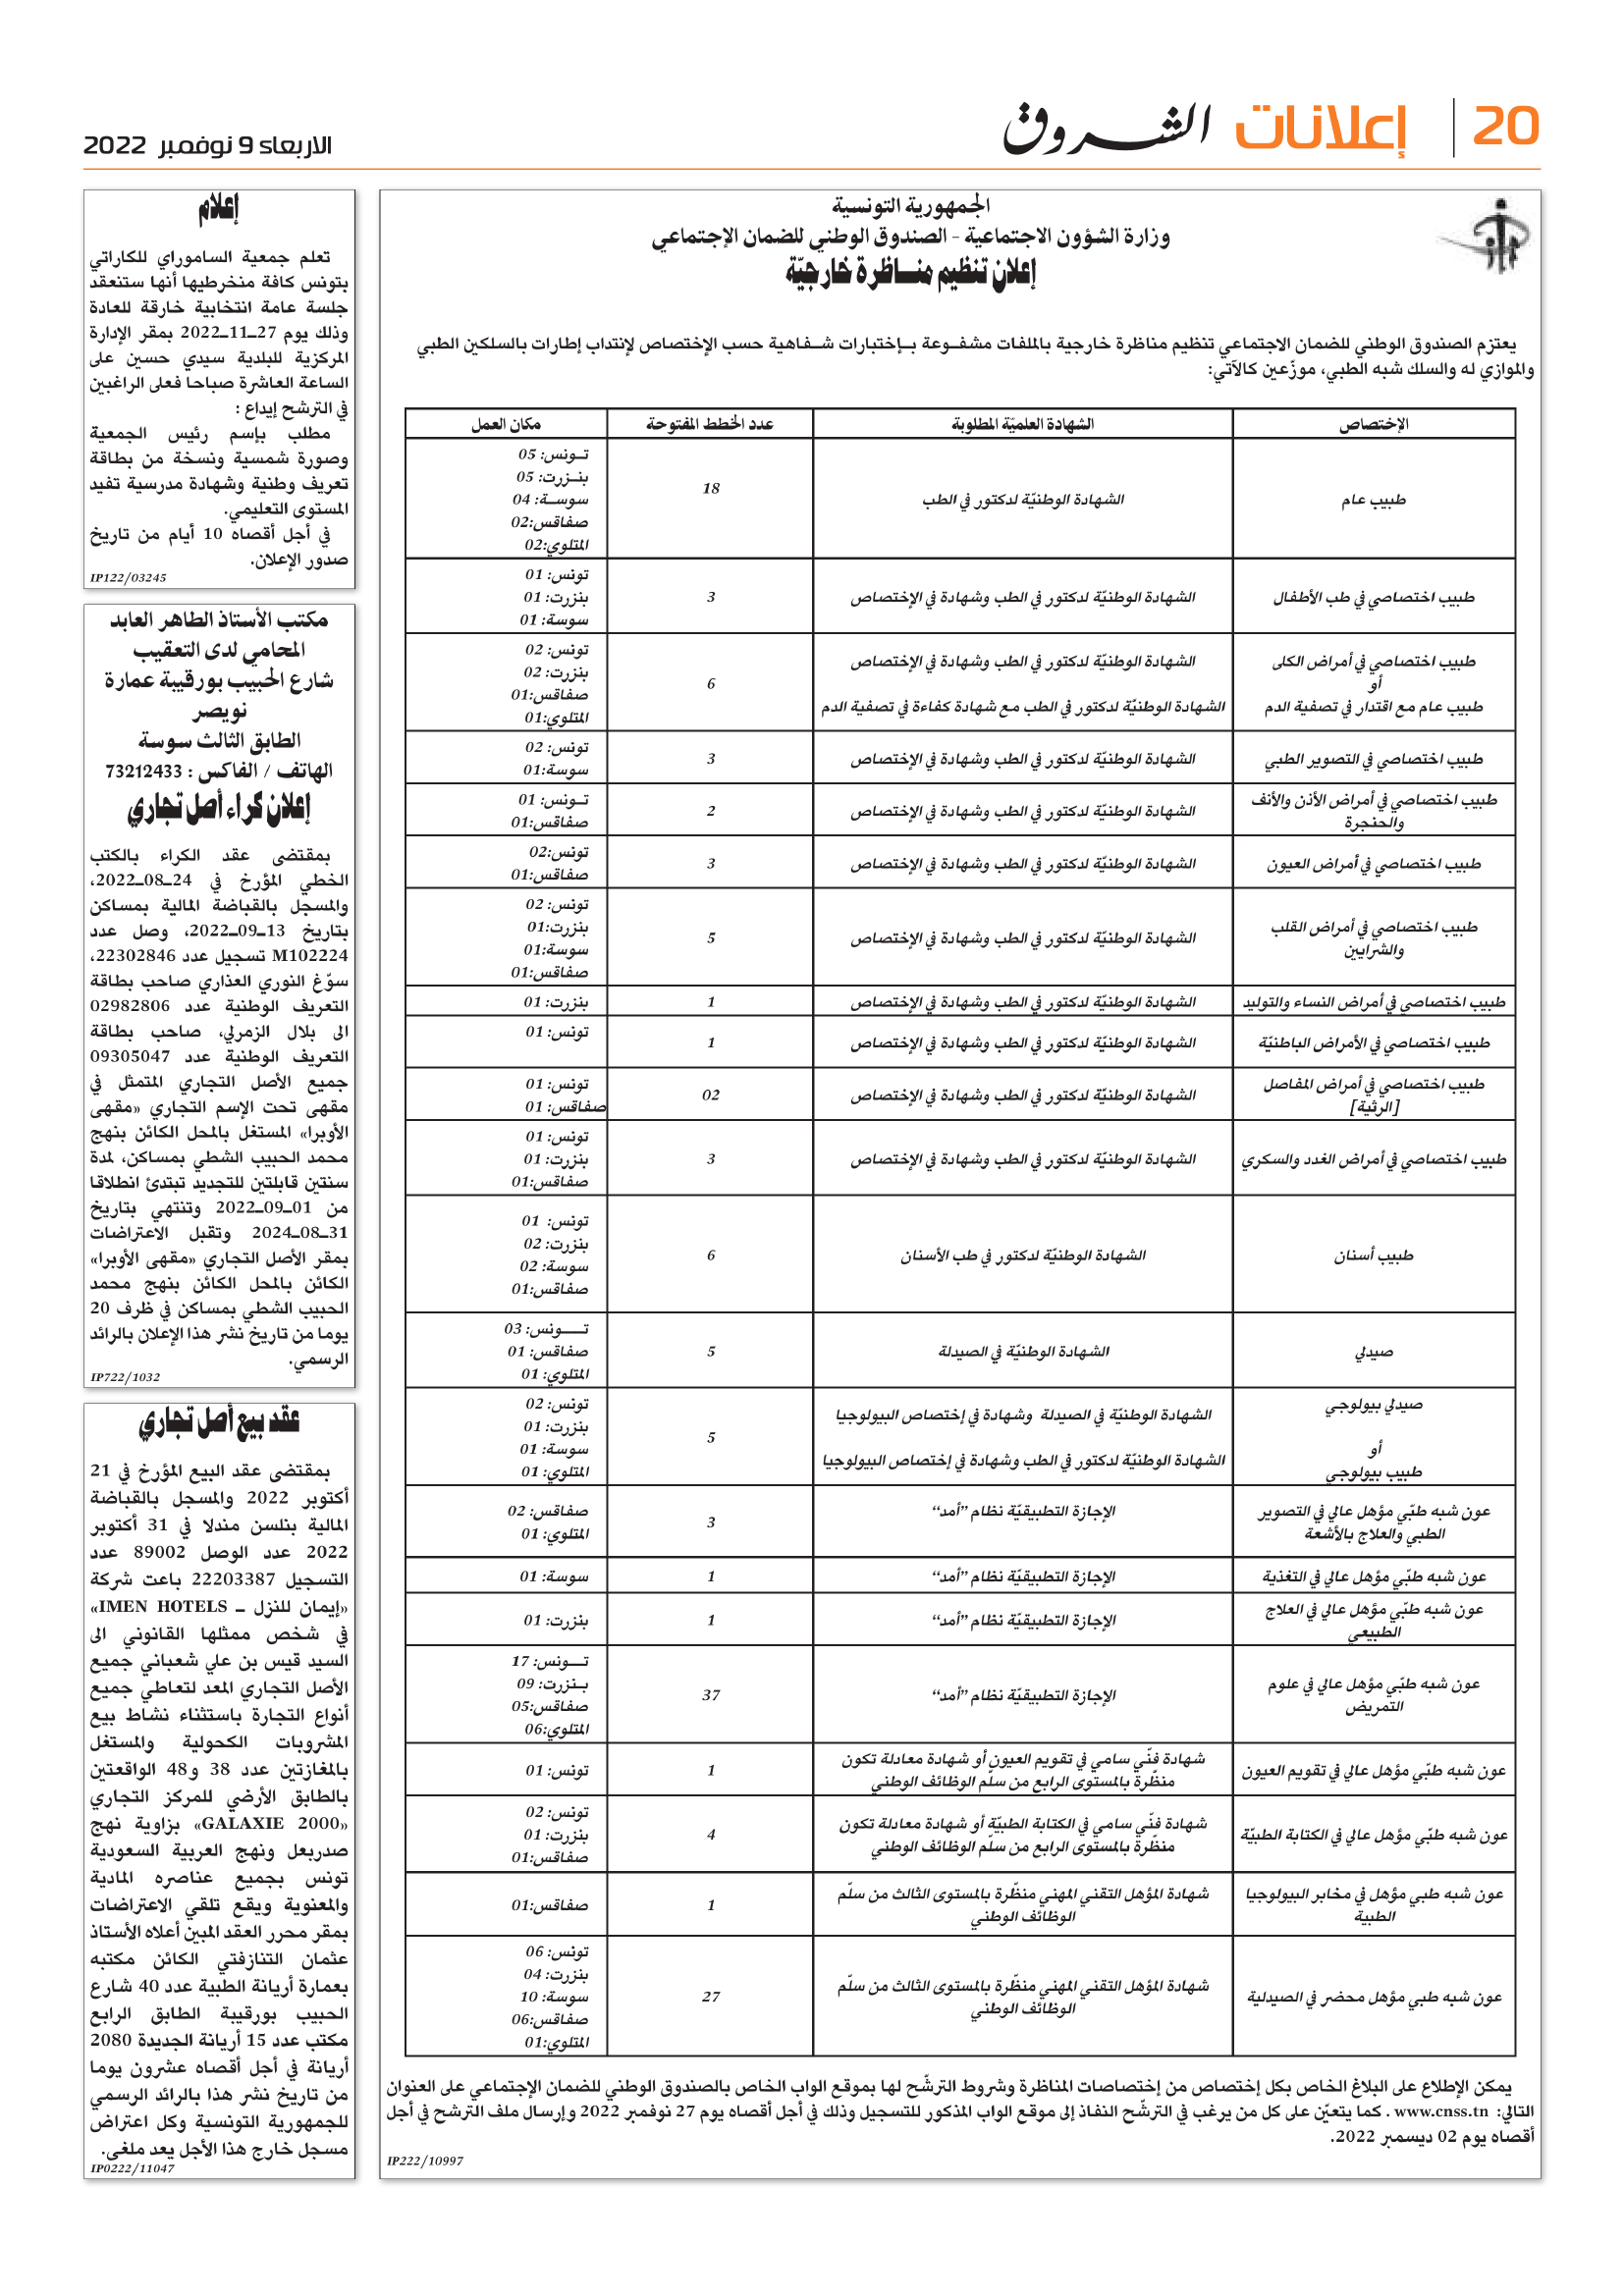 20 | إعلانات الشروق
الاربعاء 9 نوفمبر 2022
الجمهورية التونسية
وزارة الشؤون الاجتماعية - الصندوق الوطني للضمان الإجتماعي
إعلان تنظيم منـــاظرة خارجيّة
يعتزم الصندوق الوطني للضمان الاجتماعي تنظيم مناظرة خارجية بالملفات مشفــوعة بــإختبارات شــفاهية حسب الإختصاص لإنتداب إطارات بالسلكين الطبي
والموازي له والسلك شبه الطبي، موزّعين كالآتي:
الإختصاص | الشهادة العلميّة المطلوبة | عدد الخطط المفتوحة | مكان العمل
طبيب عام | الشهادة الوطنيّة لدكتور في الطب | 18 | تــونس: 05
بنــزرت: 05
سوســة: 04
صفاقس:02
المتلوي:02
طبيب اختصاصي في طب الأطفال | الشهادة الوطنيّة لدكتور في الطب وشهادة في الإختصاص | 3 | تونس: 01
بنزرت: 01
سوسة: 01
طبيب اختصاصي في أمراض الكلى
أو
طبيب عام مع اقتدار في تصفية الدم
الشهادة الوطنيّة لدكتور في الطب وشهادة في الإختصاص
الشهادة الوطنيّة لدكتور في الطب مع شهادة كفاءة في تصفية الدم
6
تونس: 02
بنزرت: 02
صفاقس:01
المتلوي:01
طبيب اختصاصي في التصوير الطبي | الشهادة الوطنيّة لدكتور في الطب وشهادة في الإختصاص | 3 | تونس: 02
سوسة:01
طبيب اختصاصي في أمراض الأذن والأنف
والحنجرة
الشهادة الوطنيّة لدكتور في الطب وشهادة في الإختصاص | 2 | تــونس: 01
صفاقس:01
طبيب اختصاصي في أمراض العيون | الشهادة الوطنيّة لدكتور في الطب وشهادة في الإختصاص | 3 | تونس:02
صفاقس:01
طبيب اختصاصي في أمراض القلب
والشرايين
الشهادة الوطنيّة لدكتور في الطب وشهادة في الإختصاص | 5 | تونس: 02
بنزرت:01
سوسة:01
صفاقس:01
طبيب اختصاصي في أمراض النساء والتوليد | الشهادة الوطنيّة لدكتور في الطب وشهادة في الإختصاص | 1 | بنزرت: 01
طبيب اختصاصي في الأمراض الباطنيّة | الشهادة الوطنيّة لدكتور في الطب وشهادة في الإختصاص | 1 | تونس: 01
طبيب اختصاصي في أمراض المفاصل
[الرثية]
الشهادة الوطنيّة لدكتور في الطب وشهادة في الإختصاص | 02 | تونس: 01
صفاقس: 01
طبيب اختصاصي في أمراض الغدد والسكري | الشهادة الوطنيّة لدكتور في الطب وشهادة في الإختصاص | 3 | تونس: 01
بنزرت: 01
صفاقس:01
طبيب أسنان | الشهادة الوطنيّة لدكتور في طب الأسنان | 6 | تونس: 01
بنزرت: 02
سوسة: 02
صفاقس:01
صيدلي | الشهادة الوطنيّة في الصيدلة | 5 | تــــونس: 03
صفاقس: 01
المتلوي: 01
صيدلي بيولوجي
أو
طبيب بيولوجي
الشهادة الوطنيّة في الصيدلة وشهادة في إختصاص البيولوجيا
الشهادة الوطنيّة لدكتور في الطب وشهادة في إختصاص البيولوجيا
5
تونس: 02
بنزرت: 01
سوسة: 01
المتلوي: 01
عون شبه طبّي مؤهل عالي في التصوير
الطبي والعلاج بالأشعة
الإجازة التطبيقيّة نظام ”أمد“ | 3 | صفاقس: 02
المتلوي: 01
عون شبه طبّي مؤهل عالي في التغذية | الإجازة التطبيقيّة نظام ”أمد“ | 1 | سوسة: 01
عون شبه طبّي مؤهل عالي في العلاج
الطبيعي
الإجازة التطبيقيّة نظام ”أمد“ | 1 | بنزرت: 01
عون شبه طبّي مؤهل عالي في علوم
التمريض
الإجازة التطبيقيّة نظام ”أمد“ | 37 | تـــونس: 17
بــنزرت: 09
صفاقس:05
المتلوي:06
عون شبه طبّي مؤهل عالي في تقويم العيون
شهادة فنّي سامي في تقويم العيون أو شهادة معادلة تكون
منظّرة بالمستوى الرابع من سلّم الوظائف الوطني
1 | تونس: 01
عون شبه طبّي مؤهل عالي في الكتابة الطبيّة
شهادة فنّي سامي في الكتابة الطبيّة أو شهادة معادلة تكون
منظّرة بالمستوى الرابع من سلّم الوظائف الوطني
4
تونس: 02
بنزرت: 01
صفاقس:01
عون شبه طبي مؤهل في مخابر البيولوجيا
الطبية
شهادة المؤهل التقني المهني منظّرة بالمستوى الثالث من سلّم
الوظائف الوطني
1 | صفاقس:01
عون شبه طبي مؤهل محضر في الصيدلية
شهادة المؤهل التقني المهني منظّرة بالمستوى الثالث من سلّم
الوظائف الوطني
27
تونس: 06
بنزرت: 04
سوسة: 10
صفاقس:06
المتلوي:01
يمكن الإطلاع على البلاغ الخاص بكل إختصاص من إختصاصات المناظرة وشروط الترشّح لها بموقع الواب الخاص بالصندوق الوطني للضمان الإجتماعي على العنوان
التالي: www.cnss.tn . كما يتعيّن على كل من يرغب في الترشّح النفاذ إلى موقع الواب المذكور للتسجيل وذلك في أجل أقصاه يوم 27 نوفمبر 2022 وإرسال ملف الترشح في أجل
أقصاه يوم 02 ديسمبر 2022.
IP222/10997
إعلام
تعلم جمعية الساموراي للكاراتي
بتونس كافة منخرطيها أنها ستنعقد
جلسة عامة انتخابية خارقة للعادة
وذلك يوم 27ــ11ــ2022 بمقر الإدارة
المركزية للبلدية سيدي حسين على
الساعة العاشرة صباحا فعلى الراغبين
في الترشح إيداع :
مطلب بإسم رئيس الجمعية
وصورة شمسية ونسخة من بطاقة
تعريف وطنية وشهادة مدرسية تفيد
المستوى التعليمي.
في أجل أقصاه 10 أيام من تاريخ
صدور الإعلان.
IP122/03245
مكتب الأستاذ الطاهر العابد
المحامي لدى التعقيب
شارع الحبيب بورقيبة عمارة
نويصر
الطابق الثالث سوسة
الهاتف / الفاكس : 73212433
إعلان كراء أصل تجاري
بمقتضى عقد الكراء بالكتب
الخطي المؤرخ في 24ــ08ــ2022،
والمسجل بالقباضة المالية بمساكن
بتاريخ 13ــ09ــ2022، وصل عدد
M102224 تسجيل عدد 22302846،
سوّغ النوري العذاري صاحب بطاقة
التعريف الوطنية عدد 02982806
الى بلال الزمرلي، صاحب بطاقة
التعريف الوطنية عدد 09305047
جميع الأصل التجاري المتمثل في
مقهى تحت الإسم التجاري «مقهى
الأوبرا» المستغل بالمحل الكائن بنهج
محمد الحبيب الشطي بمساكن، لمدة
سنتين قابلتين للتجديد تبتدئ انطلاقا
من 01ــ09ــ2022 وتنتهي بتاريخ
31ــ08ــ2024 وتقبل الاعتراضات
بمقر الأصل التجاري «مقهى الأوبرا»
الكائن بالمحل الكائن بنهج محمد
الحبيب الشطي بمساكن في ظرف 20
يوما من تاريخ نشر هذا الإعلان بالرائد
الرسمي.
IP722/1032
عقد بيع أصل تجاري
بمقتضى عقد البيع المؤرخ في 21
أكتوبر 2022 والمسجل بالقباضة
المالية بنلسن مندلا في 31 أكتوبر
2022 عدد الوصل 89002 عدد
التسجيل 22203387 باعت شركة
«إيمان للنزل ــ IMEN HOTELS»
في شخص ممثلها القانوني الى
السيد قيس بن علي شعباني جميع
الأصل التجاري المعد لتعاطي جميع
أنواع التجارة باستثناء نشاط بيع
المشروبات الكحولية والمستغل
بالمغازتين عدد 38 و48 الواقعتين
بالطابق الأرضي للمركز التجاري
«GALAXIE 2000» بزاوية نهج
صدربعل ونهج العربية السعودية
تونس بجميع عناصره المادية
والمعنوية ويقع تلقي الاعتراضات
بمقر محرر العقد المبين أعلاه الأستاذ
عثمان التنازفتي الكائن مكتبه
بعمارة أريانة الطبية عدد 40 شارع
الحبيب بورقيبة الطابق الرابع
مكتب عدد 15 أريانة الجديدة 2080
أريانة في أجل أقصاه عشرون يوما
من تاريخ نشر هذا بالرائد الرسمي
للجمهورية التونسية وكل اعتراض
مسجل خارج هذا الأجل يعد ملغى.
IP0222/11047